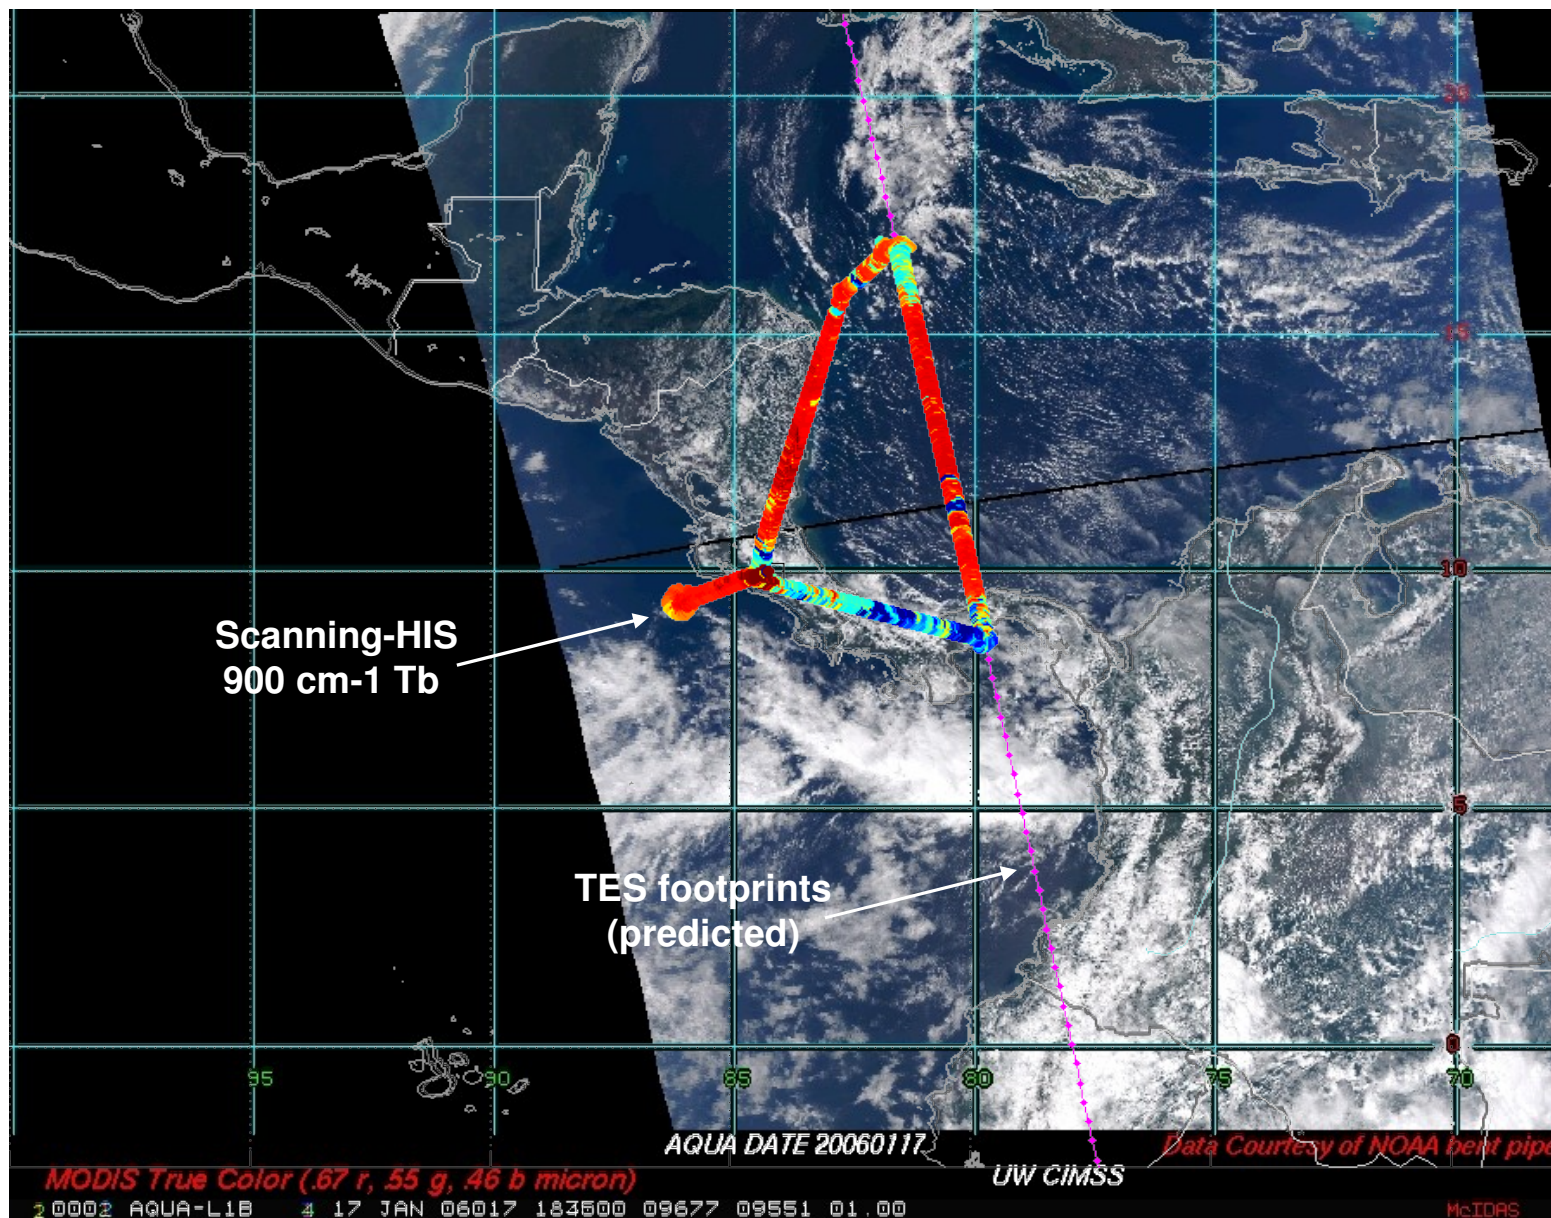 20
15
10
Scanning-HIS
900 cm-1 Tb
5
TES footprints
(predicted)
0
95 90 85 80 75 70
AQUA DATE 20060117
Data Courtesy of NOAA bent pipe
MODIS True Color (.67 r, .55 g, .46 b micron)
UW CIMSS
2 0002 AQUA-L1B 4 17 JAN 06017 183500 09677 09551 01.00
McIDAS